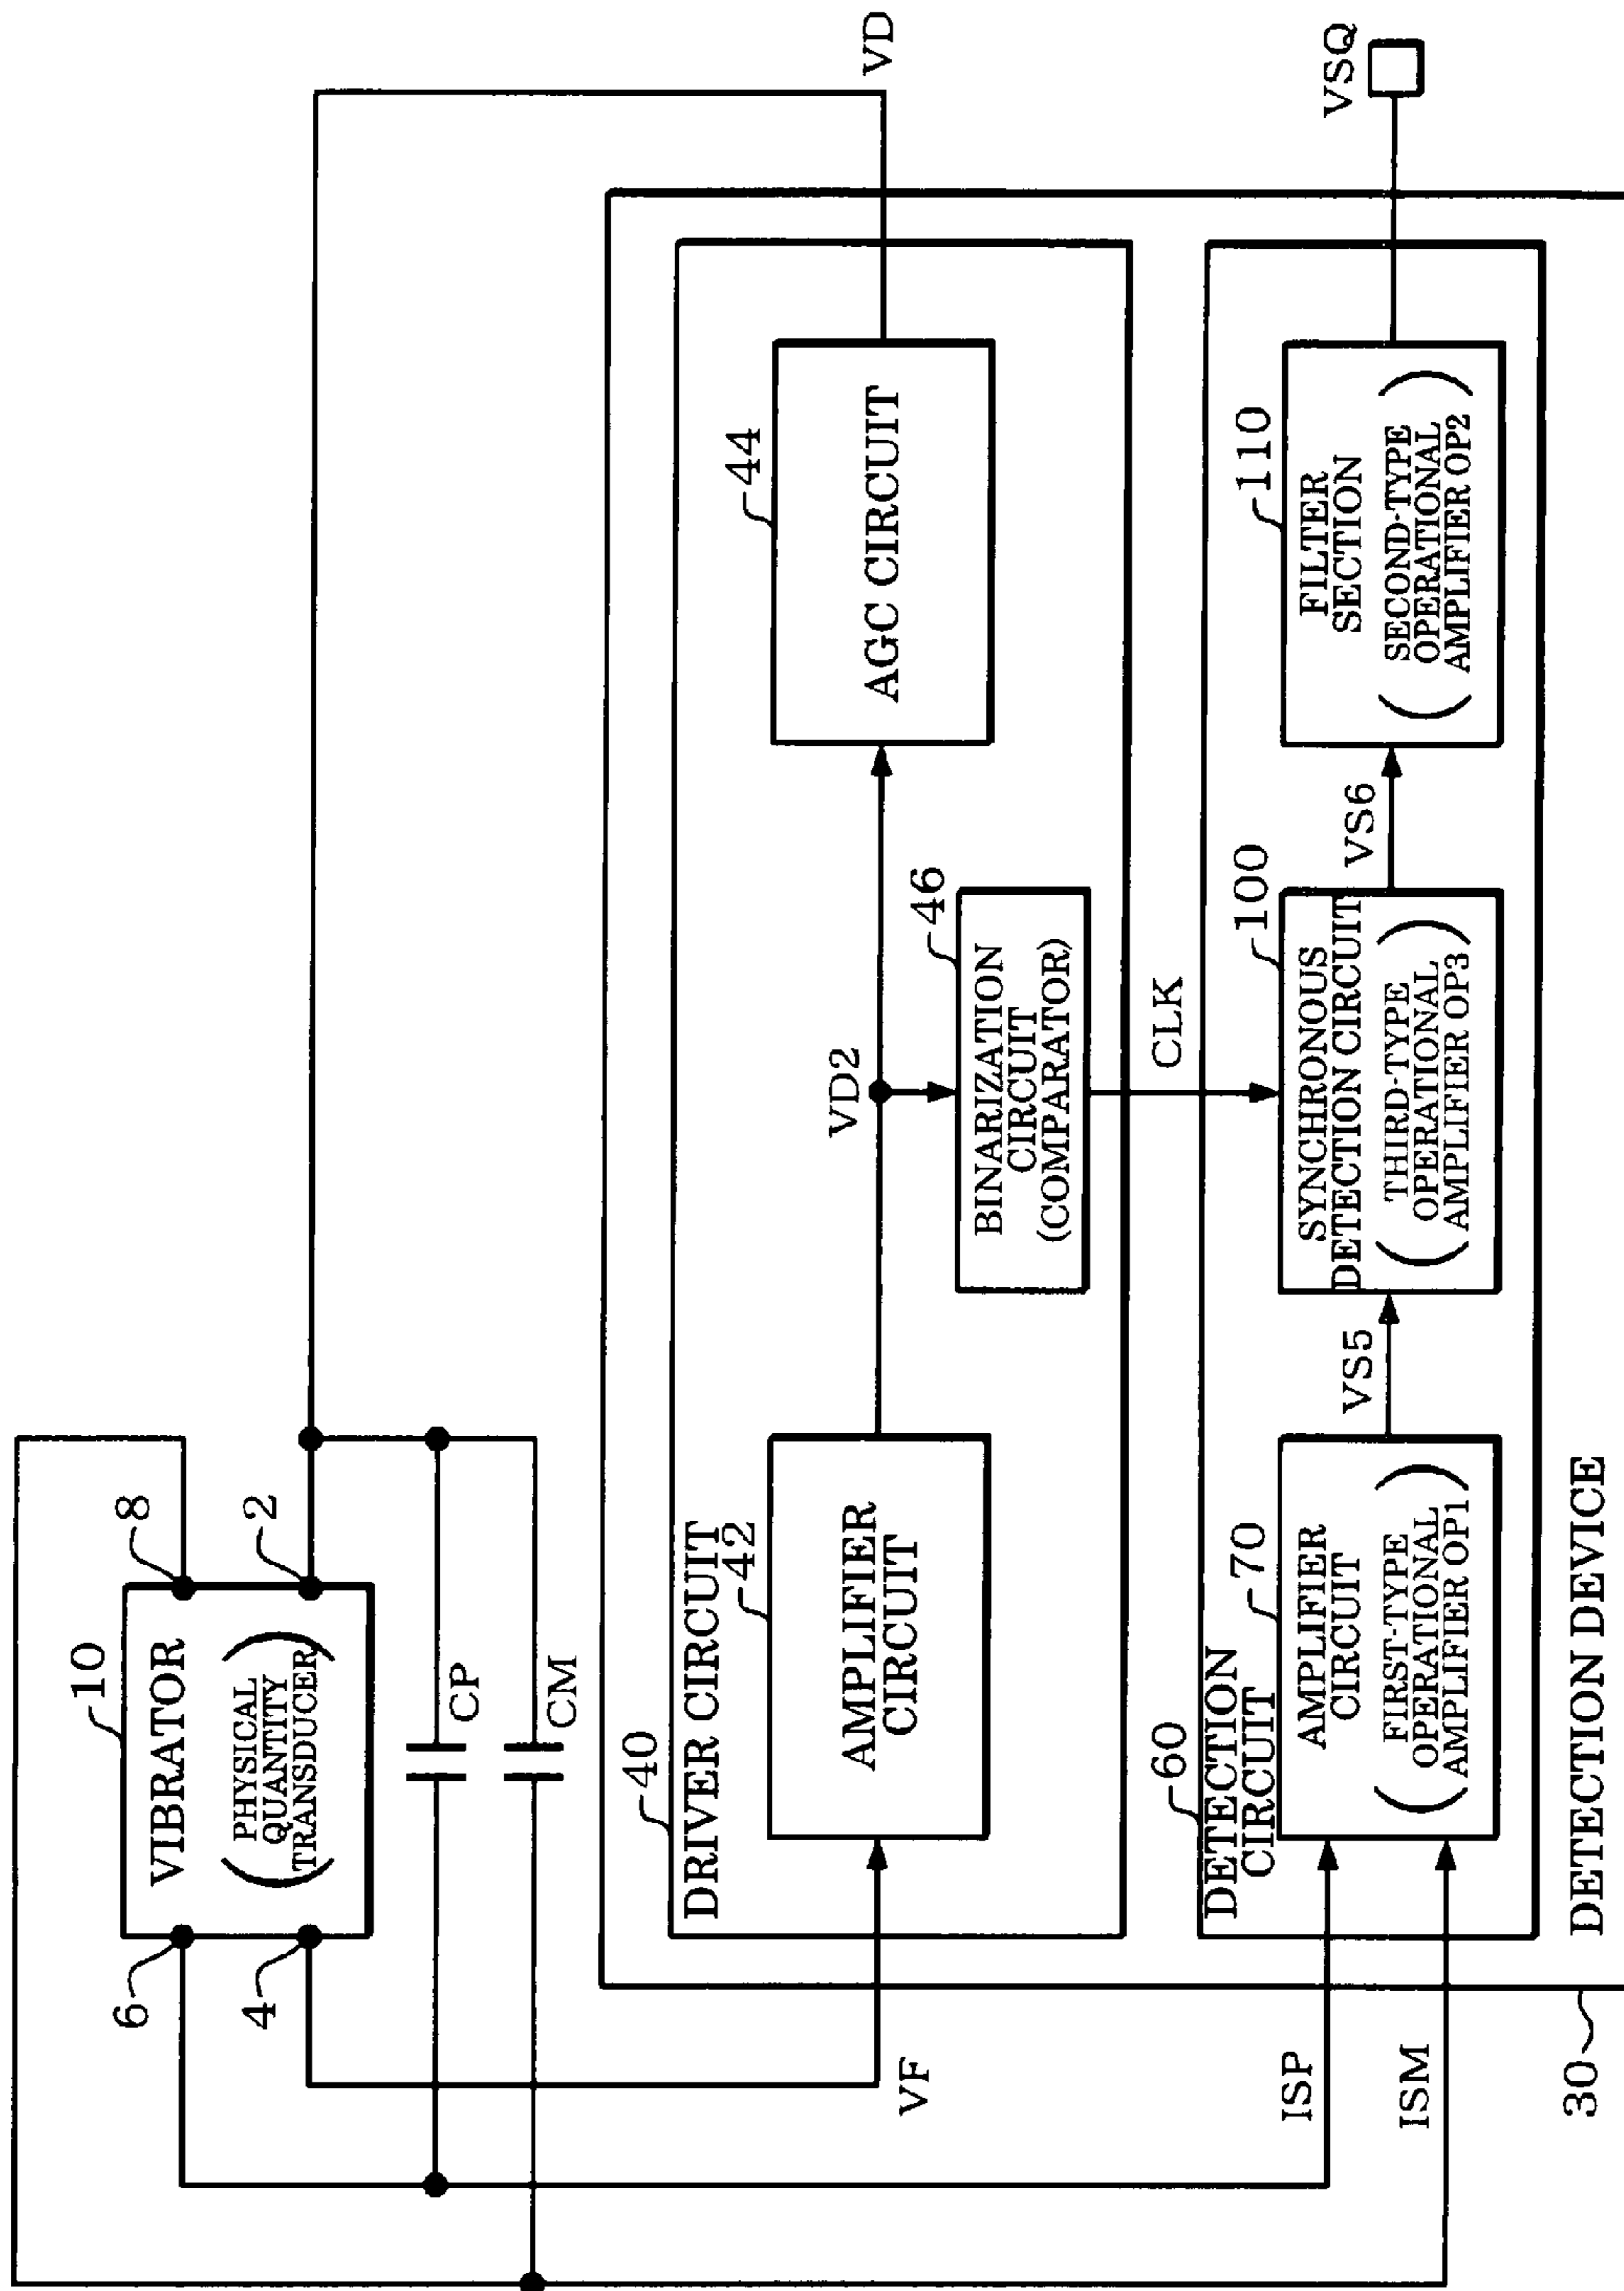 10
VIBRATOR
PHYSICAL
QUANTITY
TRANSDUCER
6
8
4
2
CP
CM
VD
40
DRIVER CIRCUIT
42
AMPLIFIER
CIRCUIT
VD2
44
AGC CIRCUIT
46
BINARIZATION
CIRCUIT
(COMPARATOR)
VF
CLK
60
DETECTION
CIRCUIT
70
AMPLIFIER
CIRCUIT
(FIRST-TYPE
OPERATIONAL
AMPLIFIER OP1)
VS5
100
SYNCHRONOUS
DETECTION CIRCUIT
(THIRD-TYPE
OPERATIONAL
AMPLIFIER OP3)
VS6
110
FILTER
SECTION
(SECOND-TYPE
OPERATIONAL
AMPLIFIER OP2)
VSQ
ISP
ISM
30
DETECTION DEVICE